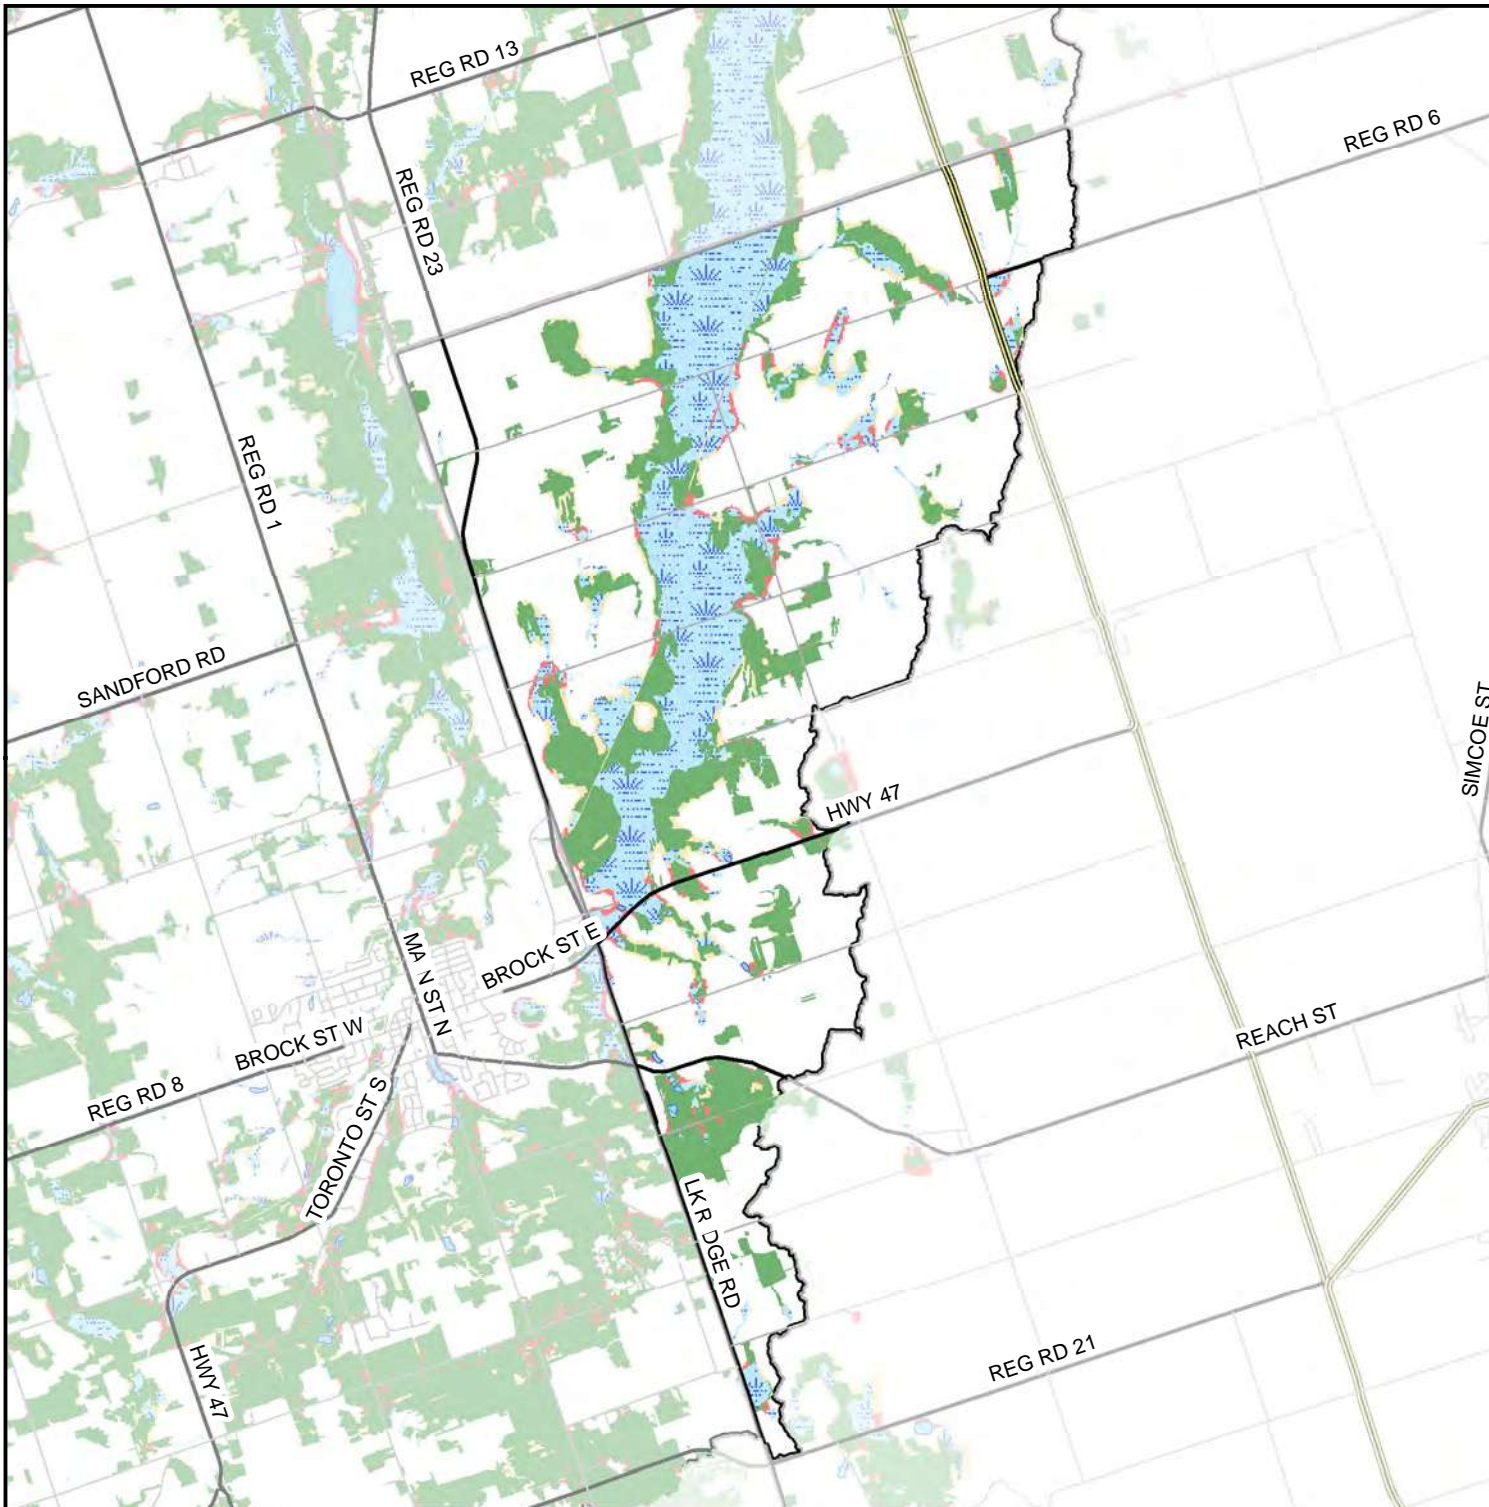 REG RD 13
REG RD 6
REG RD 23
REG RD 1
SANDFORD RD
SIMCOE ST
HWY 47
MA N ST N
BROCK ST E
BROCK ST W
REACH ST
REG RD 8
TORONTO ST S
LK R DGE RD
HWY 47
REG RD 21